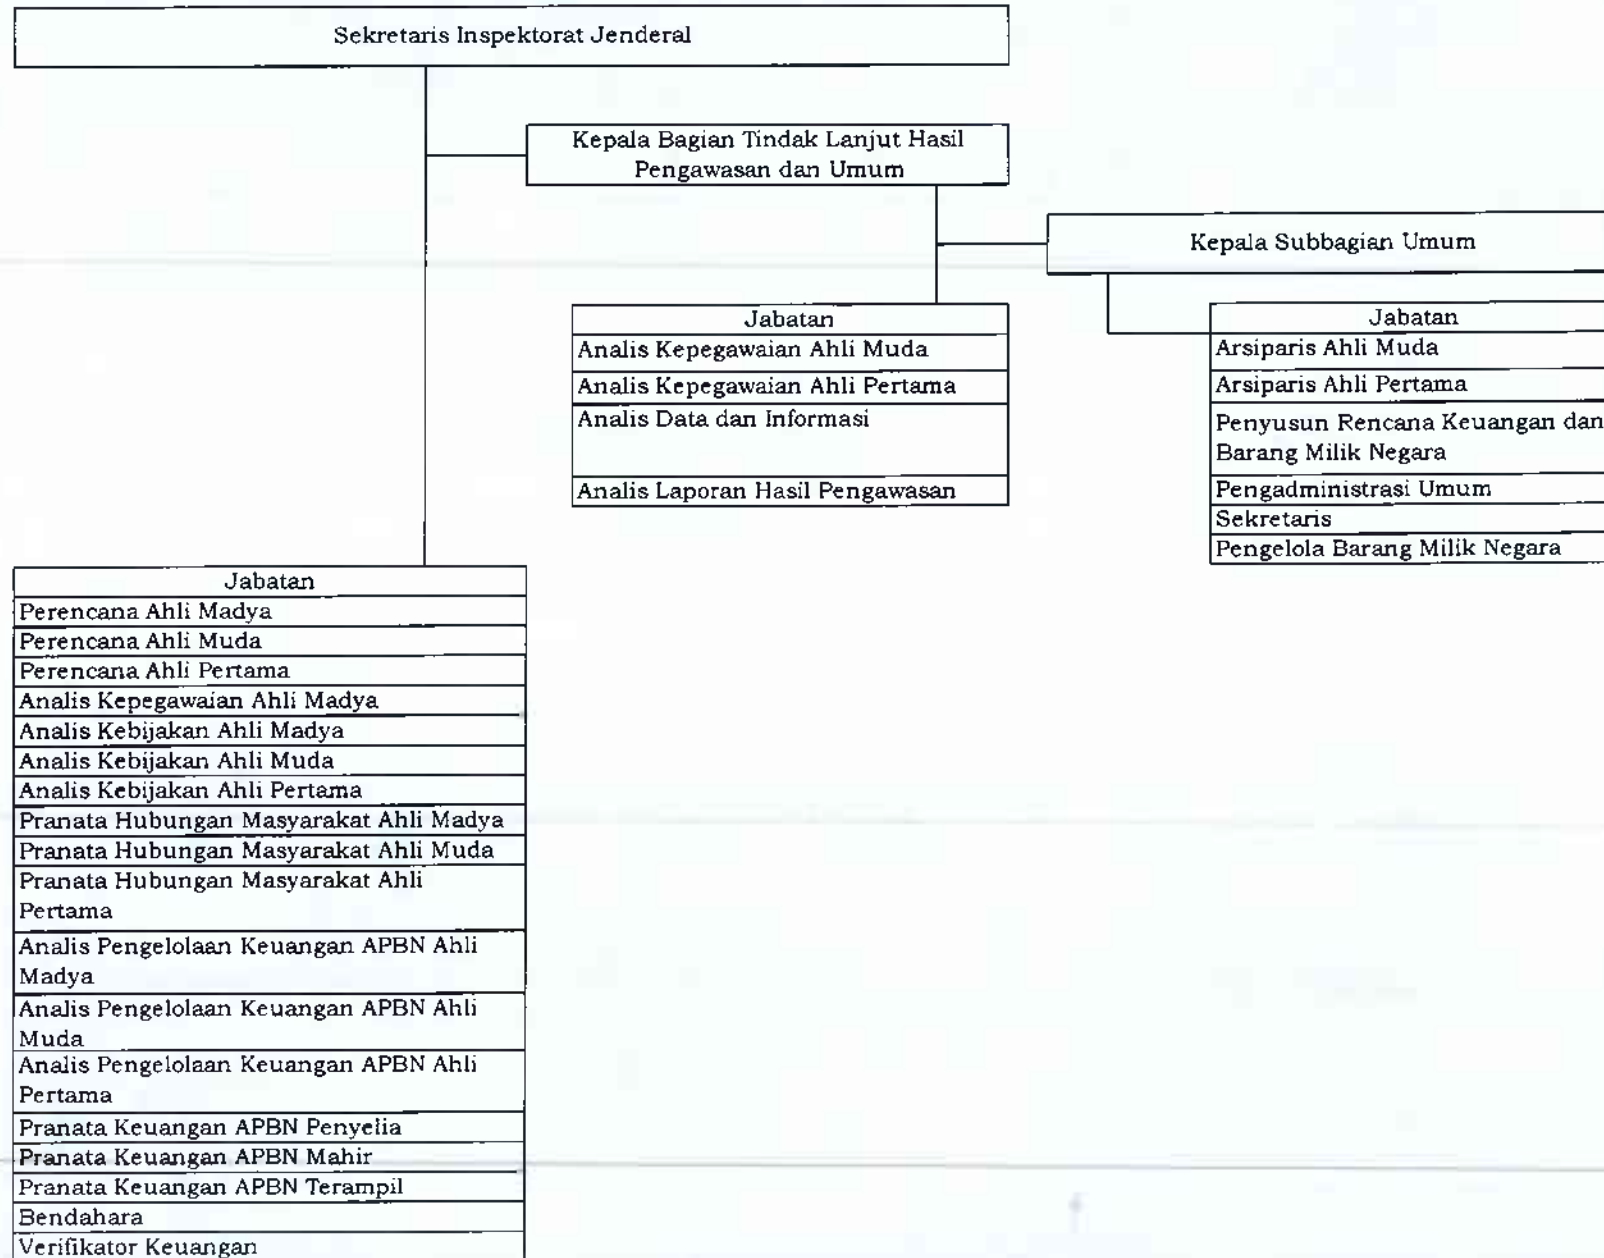 Sekretaris Inspektorat Jenderal
Kepala Bagian Tindak Lanjut Hasil
Pengawasan dan Umum
Kepala Subbagian Umum
Jabatan
Analis Kepegawaian Ahli Muda
Analis Kepegawaian Ahli Pertama
Analis Data dan Informasi
Analis Laporan Hasil Pengawasan
Jabatan
Arsiparis Ahli Muda
Arsiparis Ahli Pertama
Penyusun Rencana Keuangan dan
Barang Milik Negara
Pengadministrasi Umum
Sekretaris
Pengelola Barang Milik Negara
Jabatan
Perencana Ahli Madya
Perencana Ahli Muda
Perencana Ahli Pertama
Analis Kepegawaian Ahli Madya
Analis Kebijakan Ahli Madya
Analis Kebijakan Ahli Muda
Analis Kebijakan Ahli Pertama
Pranata Hubungan Masyarakat Ahli Madya
Pranata Hubungan Masyarakat Ahli Muda
Pranata Hubungan Masyarakat Ahli
Pertama
Analis Pengelolaan Keuangan APBN Ahli
Madya
Analis Pengelolaan Keuangan APBN Ahli
Muda
Analis Pengelolaan Keuangan APBN Ahli
Pertama
Pranata Keuangan APBN Penyelia
Pranata Keuangan APBN Mahir
Pranata Keuangan APBN Terampil
Bendahara
Verifikator Keuangan